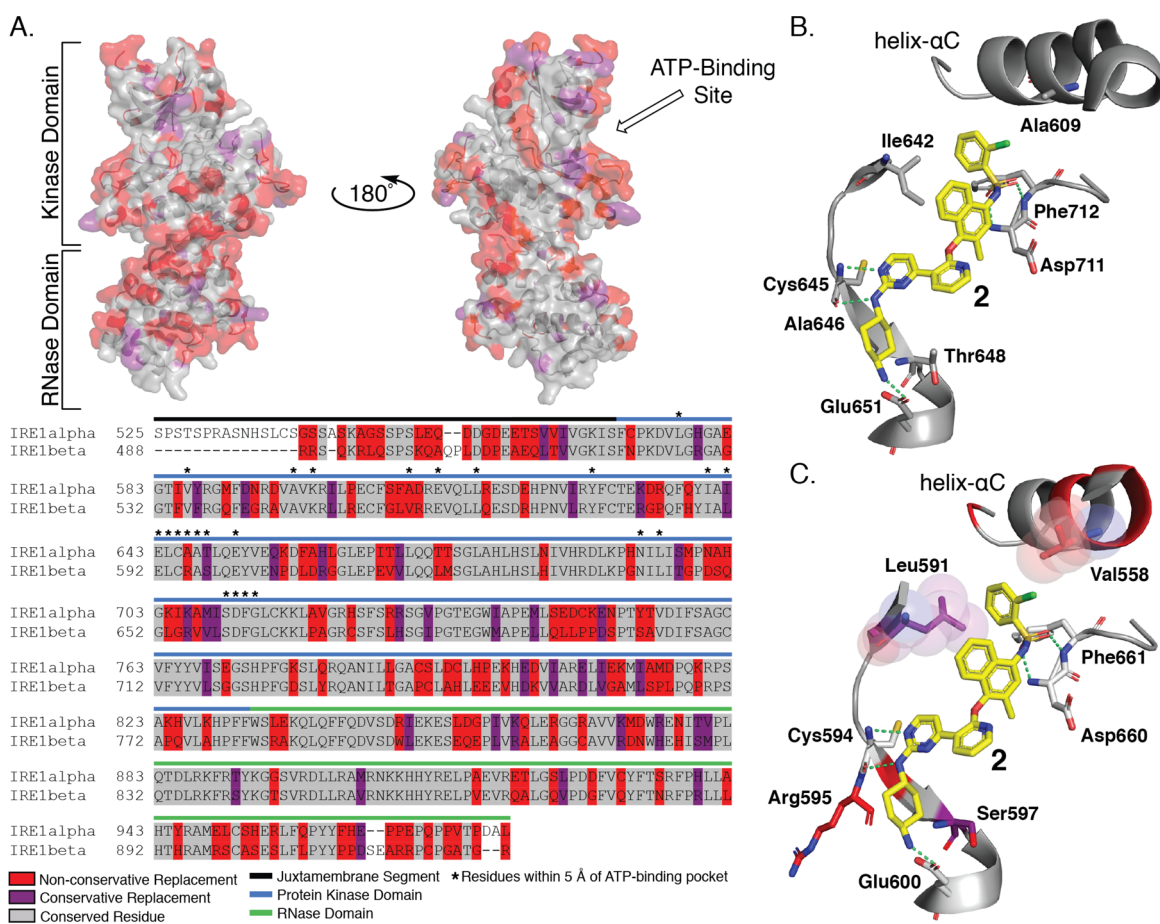 A.
Kinase Domain
RNase Domain
180°
ATP-Binding
Site
IRE1alpha 525 SPSTSPRASNHSLCSGSSASKAGSSPSLEQ--DDGDEETSVVIVGKISFCPKDVLGHGAE
IRE1beta 488 ---------------RRS-QKRLQSPSKQAQPLDDPEAEQLTVVGKISFNPKDVLGRGAG
IRE1alpha 583 GTIVYRGMFDNRDVAVKRILPECFSFADREVQLLRESDEHPNVIRYFCTEKDRQFQYIAI
IRE1beta 532 GTFVFRGQFEGRAVAVKRLLRECFGLVRREVQLLQESDRHPNVLRYFCTERGPQFHYIAL
IRE1alpha 643 ELCAATLQEYVEQKDFAHLGLEPITLLQQTTSGLAHLHSLNIVHRDLKPHNILISMPNAH
IRE1beta 592 ELCRASLQEYVENPDLDRGGLEPEVVLQQLMSGLAHLHSLHIVHRDLKPGNILITGPDSQ
IRE1alpha 703 GKIKAMISDFGLCKKLAVGRHSFSRRSGVPGTEGWIAPEMLSEDCKENPTYTVDIFSAGC
IRE1beta 652 GLGRVVLSDFGLCKKLPAGRCSFSLHSGIPGTEGWMAPELLQLLPPDSPTSAVDIFSAGC
IRE1alpha 763 VFYYVISEGSHPFGKSLQRQANILLGACSLDCLHPEKHEDVIARELIEKMIAMDPQKRPS
IRE1beta 712 VFYYVLSGGSHPFGDSLYRQANILTGAPCLAHLEEEVHDKVVARDLVGAMLSPLPQPRPS
IRE1alpha 823 AKHVLKHPFFWSLEKQLQFFQDVSDRIEKESLDGPIVKQLERGGRAVVKMDWRENITVPL
IRE1beta 772 APQVLAHPFFWSRAKQLQFFQDVSDWLEKESEQEPLVRALEAGGCAVVRDNWHEHISMPL
IRE1alpha 883 QTDLRKFRTYKGGSVRDLLRAMRNKKHHYRELPAEVRETLGSLPDDFVCYFTSRFPHLLA
IRE1beta 832 QTDLRKFRSYKGTSVRDLLRAVRNKKHHYRELPVEVRQALGQVPDGFVQYFTNRFPRLLL
IRE1alpha 943 HTYRAMELCSHERLFQPYYFHE--PPEPQPPVTPDAL
IRE1beta 892 HTHRAMRSCASESLFLPYYPPDSEARRPCPGATG--R
Non-conservative Replacement
Conservative Replacement
Conserved Residue
Juxtamembrane Segment
Protein Kinase Domain
RNase Domain
* Residues within 5 Å of ATP-binding pocket
B.
helix-αC
Ala609
Ile642
Phe712
Asp711
Cys645
2
Ala646
Thr648
Glu651
C.
helix-αC
Val558
Leu591
Phe661
Asp660
Cys594
2
Arg595
Ser597
Glu600